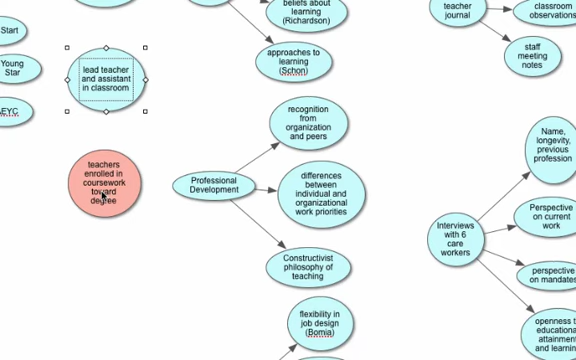 Start
Young
Star
lead teacher
and assistant
in classroom
teachers
enrolled in
coursework
toward
degree
beliefs about
learning
(Richardson)
approaches to
learning
(Schon)
recognition
from
organization
and peers
Professional
Development
differences
between
individual and
organizational
work priorities
Constructivist
philosophy of
teaching
flexibility in
job design
(Bomia)
teacher
journal
classroom
observations
staff
meeting
notes
Name,
longevity,
previous
profession
Interviews
with 6
care
workers
Perspective
on current
work
perspective
on mandates
openness t
educationa
attainment
and learnin